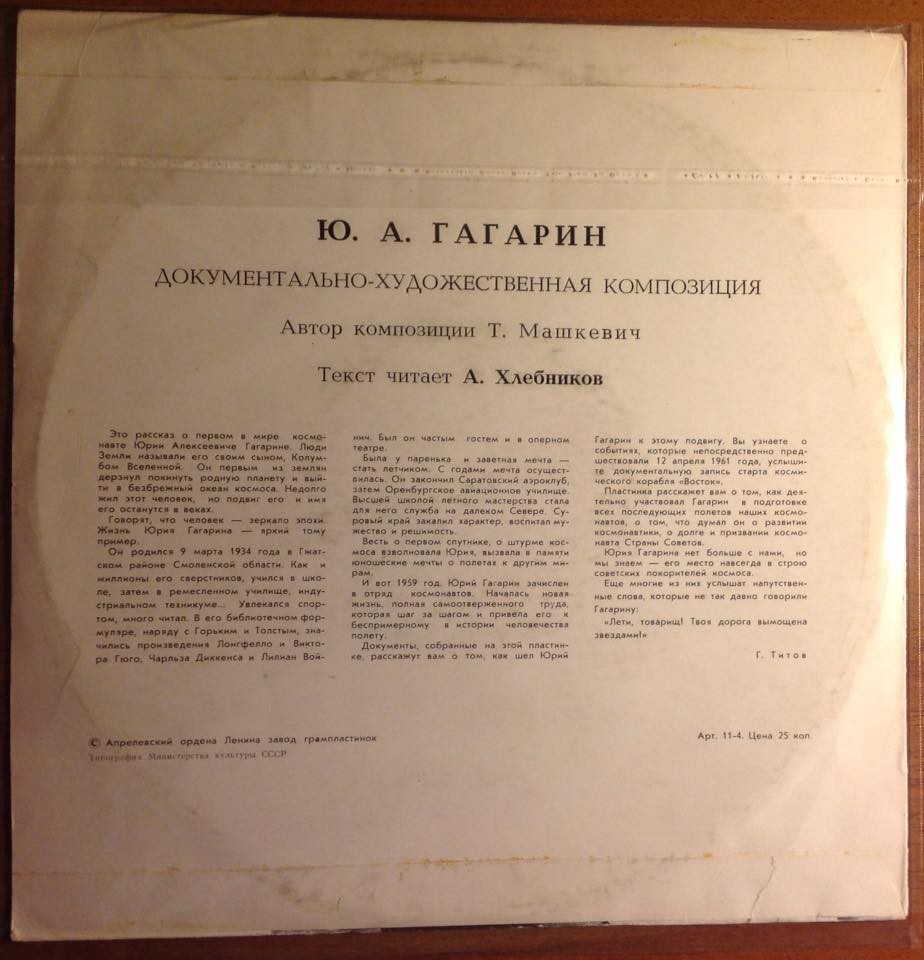 Ю. А. ГАГАРИН
ДОКУМЕНТАЛЬНО-ХУДОЖЕСТВЕННАЯ КОМПОЗИЦИЯ
Автор композиции Т. Машкевич
Текст читает А. Хлебников
Это рассказ о первом в мире космо-
навте Юрии Алексеевиче Гагарине. Люди
Земли называли его своим сыном, Колум-
бом Вселенной. Он первым из землян
дерзнул покинуть родную планету и вый-
ти в безбрежный океан космоса. Недолго
жил этот человек, но подвиг его и имя
его останутся в веках.
Говорят, что человек — зеркало эпохи.
Жизнь Юрия Гагарина — яркий тому
пример.
Он родился 9 марта 1934 года в Гжат-
ском районе Смоленской области. Как и
миллионы его сверстников, учился в шко-
ле, затем в ремесленном училище, инду-
стриальном техникуме... Увлекался спор-
том, много читал. В его библиотечном фор-
муляре, наряду с Горьким и Толстым, зна-
чились произведения Лонгфелло и Викто-
ра Гюго, Чарльза Диккенса и Лилиан Вой-
нич. Был он частым гостем и в оперном
театре.
Была у паренька и заветная мечта —
стать летчиком. С годами мечта осущест-
вилась. Он закончил Саратовский аэроклуб,
затем Оренбургское авиационное училище.
Высшей школой летного мастерства стала
для него служба на далеком Севере. Су-
ровый край закалил характер, воспитал му-
жество и решимость.
Весть о первом спутнике, о штурме кос-
моса взволновала Юрия, вызвала в памяти
юношеские мечты о полетах к другим ми-
рам.
И вот 1959 год. Юрий Гагарин зачислен
в отряд космонавтов. Началась новая
жизнь, полная самоотверженного труда,
которая шаг за шагом и привела его к
беспримерному в истории человечества
полету.
Документы, собранные на этой пластин-
ке, расскажут вам о том, как шел Юрий
Гагарин к этому подвигу. Вы узнаете о
событиях, которые непосредственно пред-
шествовали 12 апреля 1961 года, услыши-
те документальную запись старта косми-
ческого корабля «Восток».
Пластинка расскажет вам о том, как дея-
тельно участвовал Гагарин в подготовке
всех последующих полетов наших космо-
навтов, о том, что думал он о развитии
космонавтики, о долге и призвании космо-
навта Страны Советов.
Юрия Гагарина нет больше с нами, но
мы знаем — его место навсегда в строю
советских покорителей космоса.
Еще многие из них услышат напутствен-
ные слова, которые не так давно говорили
Гагарину:
«Лети, товарищ! Твоя дорога вымощена
звездами!»
Г. Титов
© Апрелевский ордена Ленина завод грампластинок
Типография Министерства культуры СССР
Арт. 11-4. Цена 25 коп.